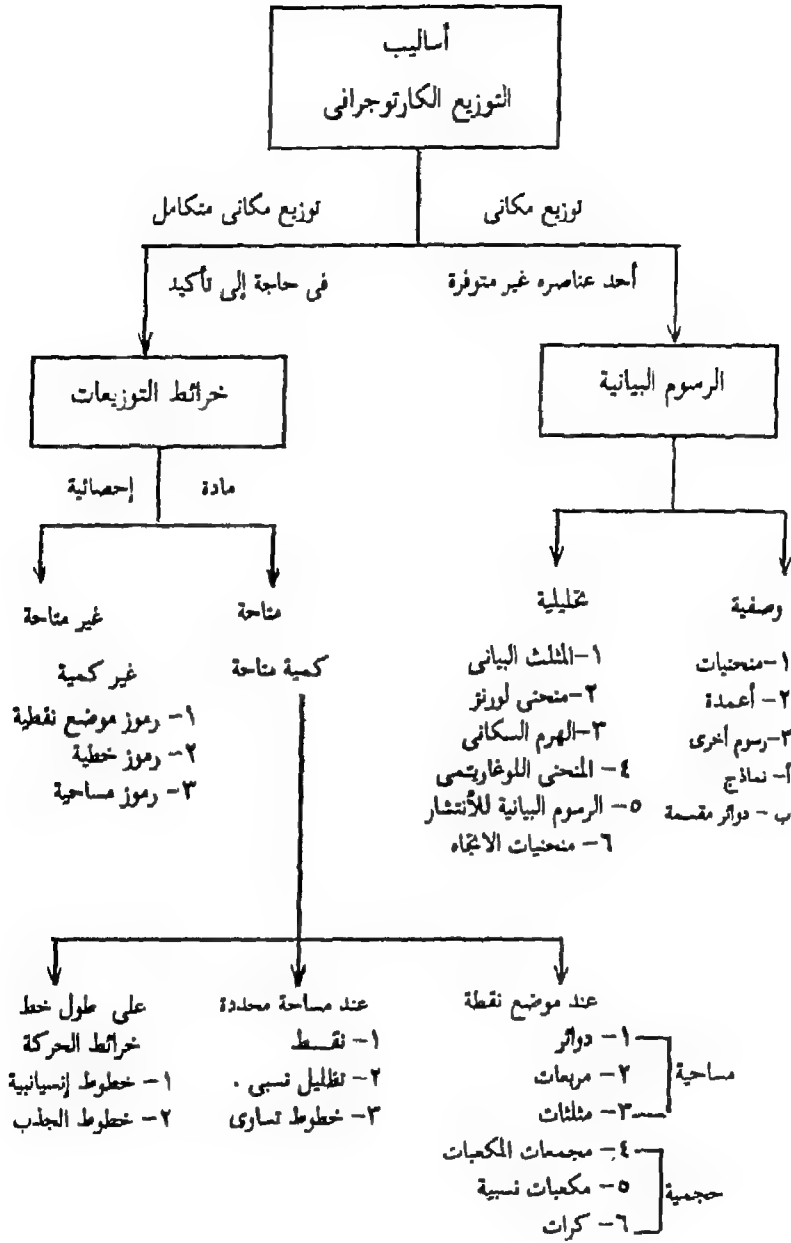 أساليب
التوزيع الكارتوجرافى
توزيع مكانى
توزيع مكانى متكامل
أحد عناصره غير متوفرة
فى حاجة إلى تأكيد
الرسوم البيانية
خرائط التوزيعات
مادة
إحصائية
وصفية
١-منحنيات
٢- أعمدة
٣-رسوم أخرى
أ- نماذج
ب - دوائر مقسمة
تحليلية
١-المثلث البيانى
٢-منحنى لورنز
٣-الهرم السكانى
٤- المنحنى اللوغاريتمى
٥- الرسوم البيانية للأنتشار
٦- منحنيات الاتجاه
متاحة
كمية متاحة
غير متاحة
غير كمية
١- رموز موضع نقطية
٢- رموز خطية
٣- رموز مساحية
عند موضع نقطة
١- دوائر
٢- مربعات
٣- مثلثات
مساحية
٤- مجمعات المكعبات
٥- مكعبات نسبية
٦- كرات
حجمية
عند مساحة محددة
١- نقـــط
٢- تظليل نسبى .
٣- خطوط تساوى
على طول خط
خرائط الحركة
١- خطوط إنسيانبية
٢- خطوط الجذب